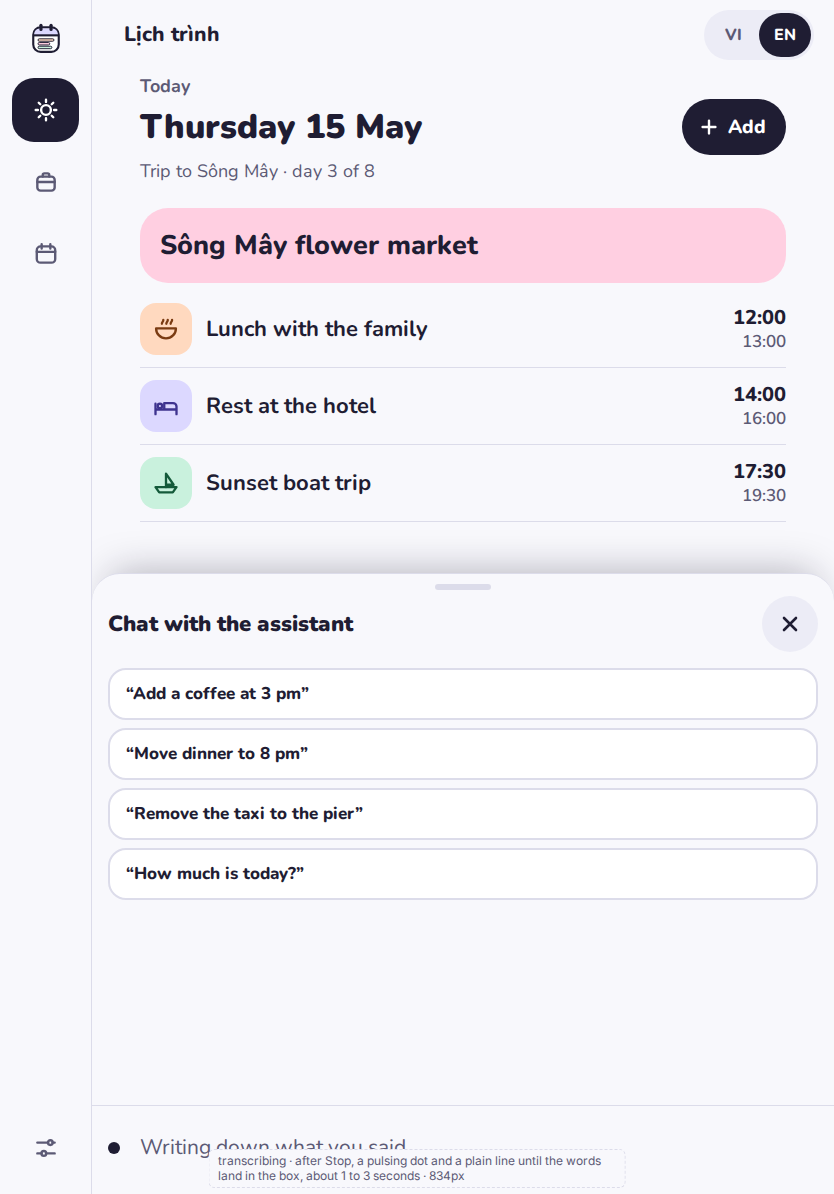 Lịch trình
VI EN
Today
Thursday 15 May
+ Add
Trip to Sông Mây · day 3 of 8
Sông Mây flower market
Lunch with the family
12:00
13:00
Rest at the hotel
14:00
16:00
Sunset boat trip
17:30
19:30
Chat with the assistant
“Add a coffee at 3 pm”
“Move dinner to 8 pm”
“Remove the taxi to the pier”
“How much is today?”
Writing down what you said
transcribing · after Stop, a pulsing dot and a plain line until the words
land in the box, about 1 to 3 seconds · 834px